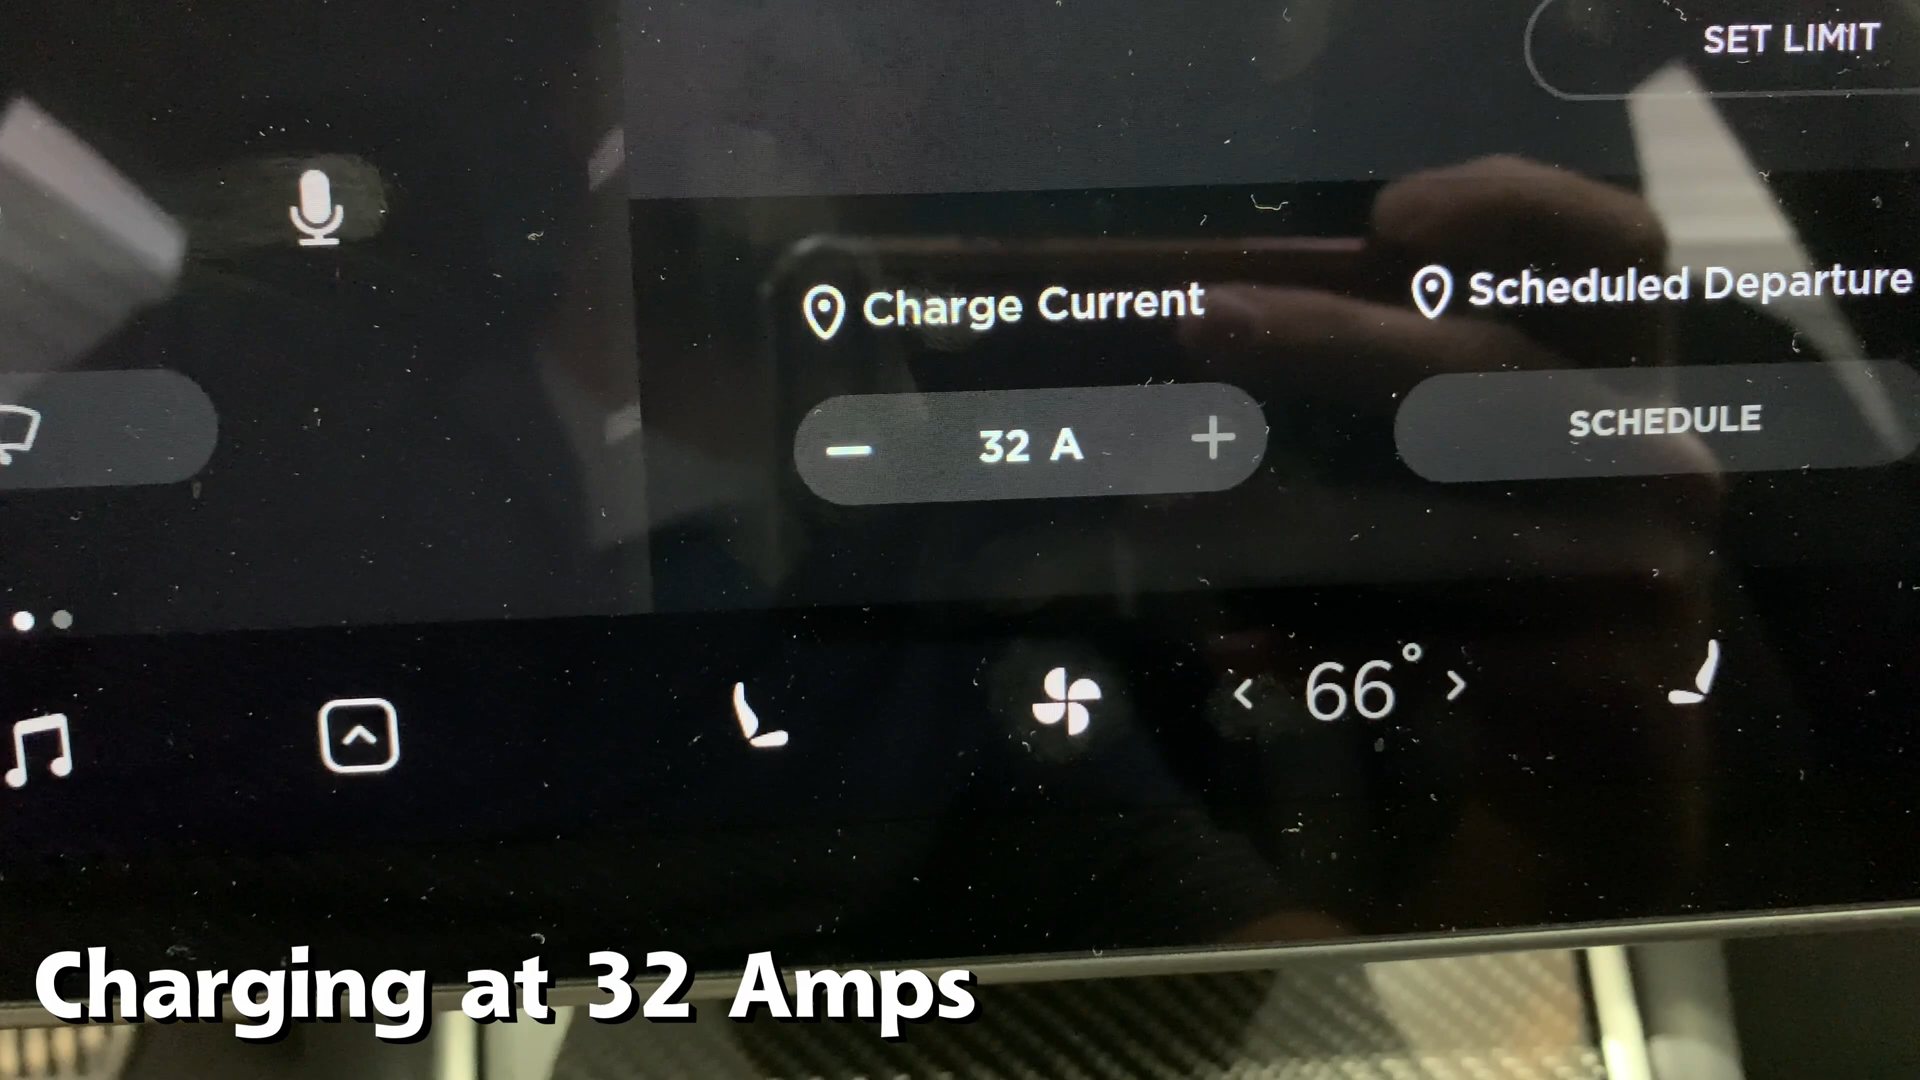 SET LIMIT
Charge Current
Scheduled Departure
32 A
SCHEDULE
66°
Charging at 32 Amps